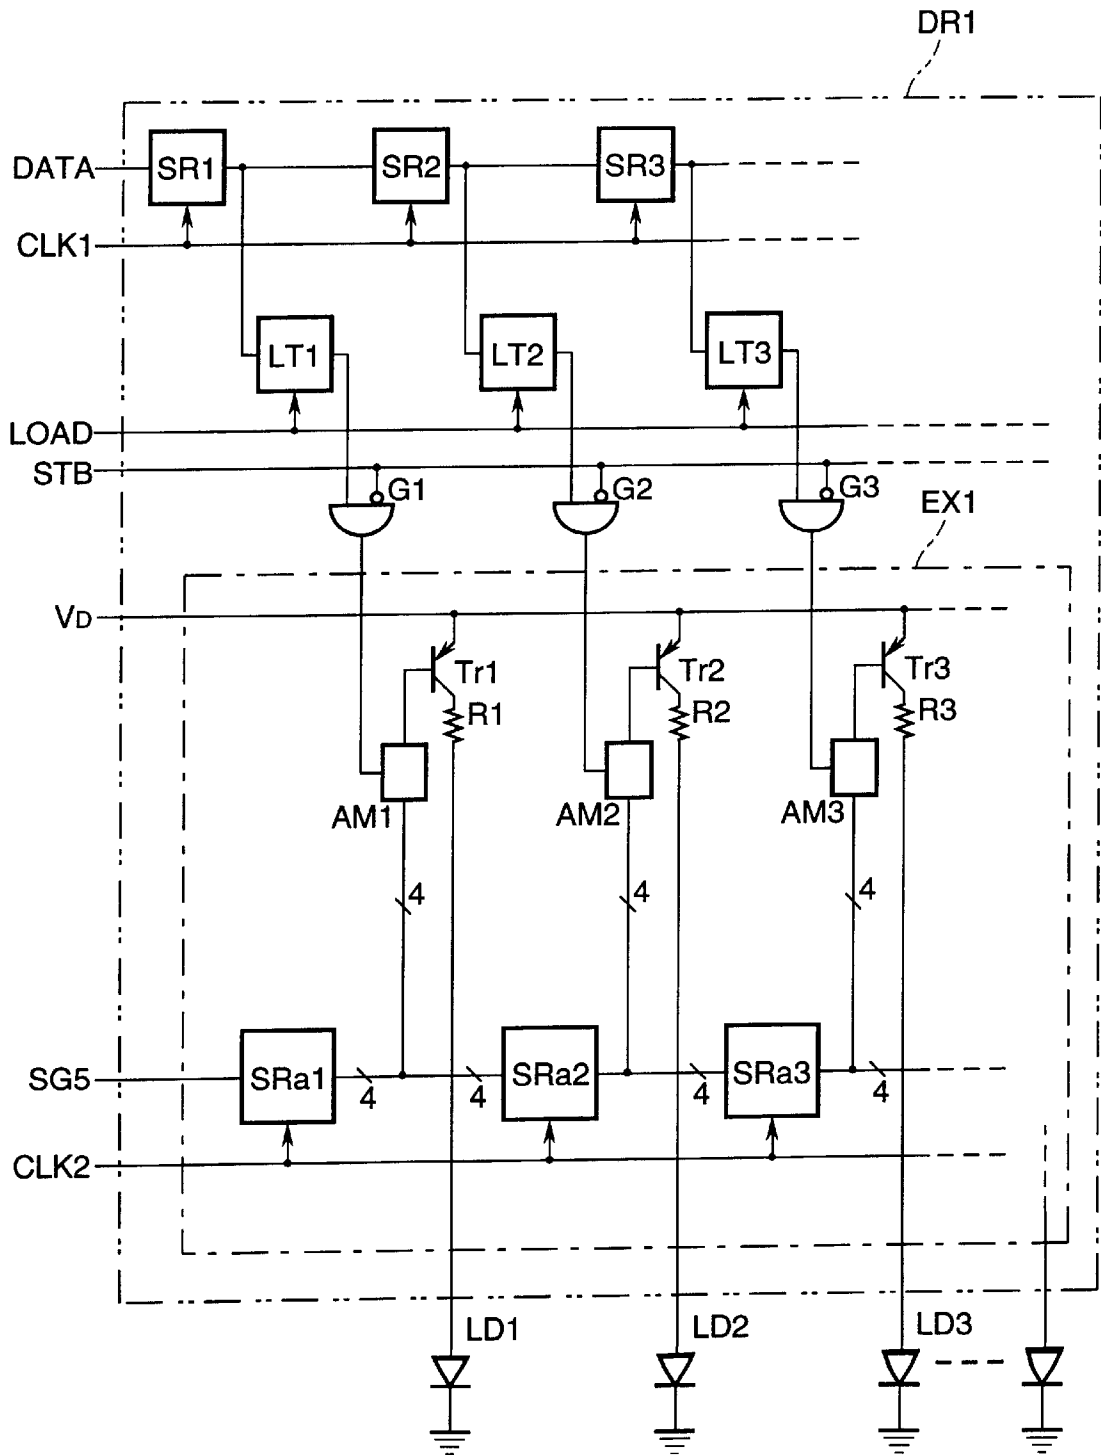 DR1
DATA
SR1
SR2
SR3
CLK1
LT1
LT2
LT3
LOAD
STB
G1
G2
G3
EX1
VD
Tr1
Tr2
Tr3
R1
R2
R3
AM1
AM2
AM3
4
4
4
SG5
SRa1
4
4
SRa2
4
SRa3
4
CLK2
LD1
LD2
LD3